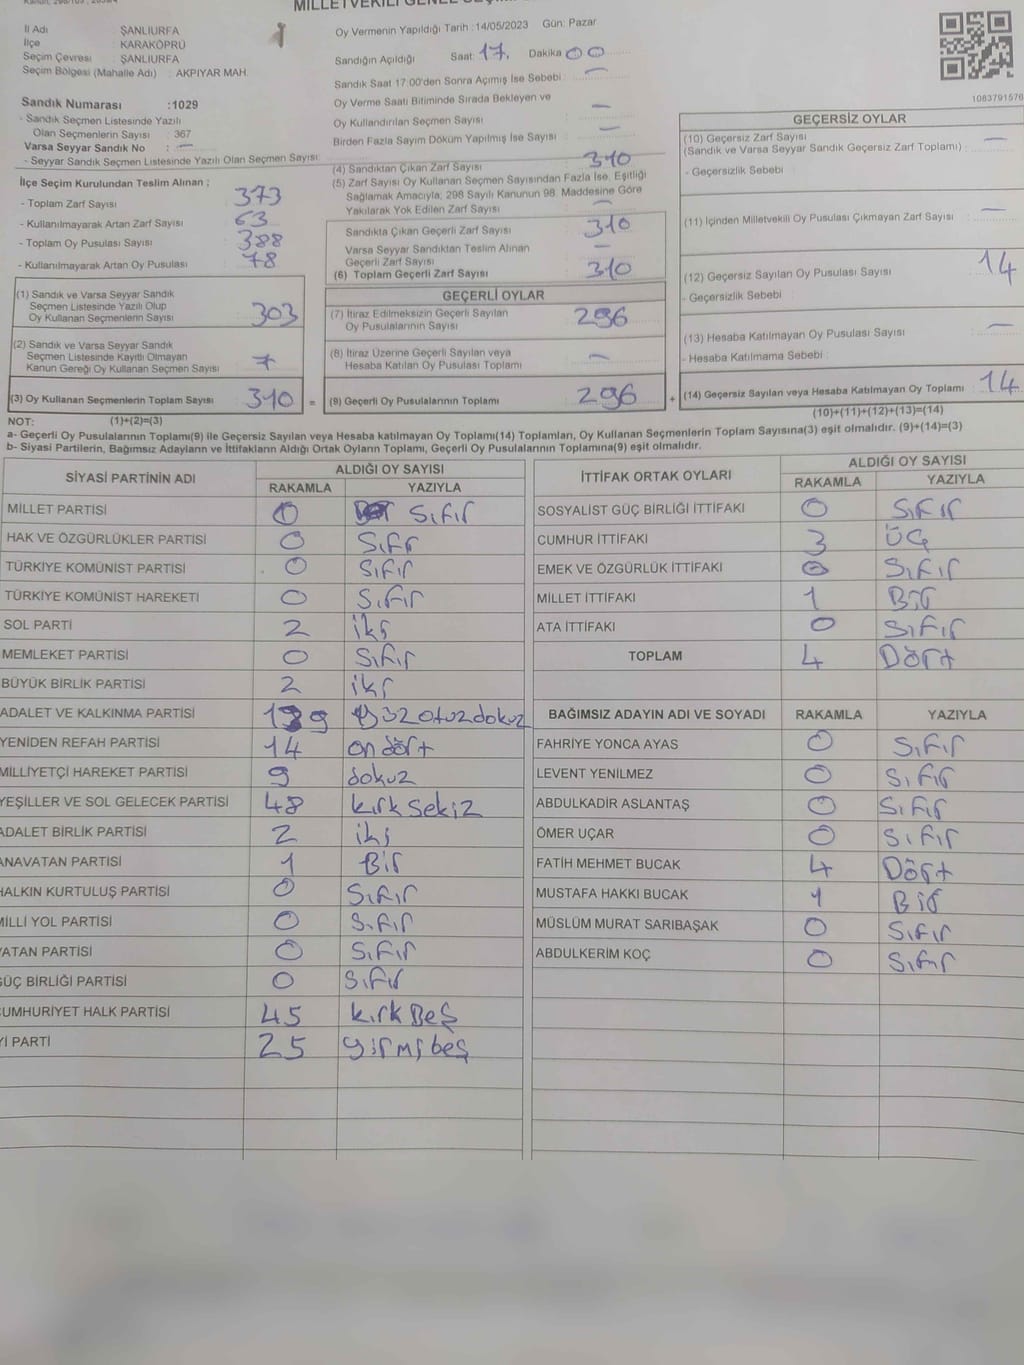 MİLLETVEKİLİ GENEL
İl Adı : ŞANLIURFA
İlçe : KARAKÖPRÜ
Seçim Çevresi : ŞANLIURFA
Seçim Bölgesi (Mahalle Adı) : AKPIYAR MAH.
Sandık Numarası :1029
- Sandık Seçmen Listesinde Yazılı
Olan Seçmenlerin Sayısı : 367
Varsa Seyyar Sandık No : —
- Seyyar Sandık Seçmen Listesinde Yazılı Olan Seçmen Sayısı:
İlçe Seçim Kurulundan Teslim Alınan ;
- Toplam Zarf Sayısı : 373
- Kullanılmayarak Artan Zarf Sayısı : 63
- Toplam Oy Pusulası Sayısı : 388
- Kullanılmayarak Artan Oy Pusulası : 78
(1) Sandık ve Varsa Seyyar Sandık
Seçmen Listesinde Yazılı Olup
Oy Kullanan Seçmenlerin Sayısı : 303
(2) Sandık ve Varsa Seyyar Sandık
Seçmen Listesinde Kayıtlı Olmayan
Kanun Gereği Oy Kullanan Seçmen Sayısı : 7
(3) Oy Kullanan Seçmenlerin Toplam Sayısı : 310 =
Oy Vermenin Yapıldığı Tarih :14/05/2023 Gün: Pazar
Sandığın Açıldığı Saat: 17. Dakika 00
Sandık Saat 17:00'den Sonra Açımış İse Sebebi : —
Oy Verme Saati Bitiminde Sırada Bekleyen ve
Oy Kullandırılan Seçmen Sayısı : —
Birden Fazla Sayım Döküm Yapılmış İse Sayısı : —
(4) Sandıktan Çıkan Zarf Sayısı : 310
(5) Zarf Sayısı Oy Kullanan Seçmen Sayısından Fazla İse, Eşitliği
Sağlamak Amacıyla; 298 Sayılı Kanunun 98. Maddesine Göre
Yakılarak Yok Edilen Zarf Sayısı : —
Sandıkta Çıkan Geçerli Zarf Sayısı : 310
Varsa Seyyar Sandıktan Teslim Alınan
Geçerli Zarf Sayısı : —
(6) Toplam Geçerli Zarf Sayısı : 310
GEÇERLİ OYLAR
(7) İtiraz Edilmeksizin Geçerli Sayılan
Oy Pusulalarının Sayısı : 296
(8) İtiraz Üzerine Geçerli Sayılan veya
Hesaba Katılan Oy Pusulası Toplamı : —
(9) Geçerli Oy Pusulalarının Toplamı : 296 +
1083791576
GEÇERSİZ OYLAR
(10) Geçersiz Zarf Sayısı
(Sandık ve Varsa Seyyar Sandık Geçersiz Zarf Toplamı) : —
- Geçersizlik Sebebi :
(11) İçinden Milletvekili Oy Pusulası Çıkmayan Zarf Sayısı : —
(12) Geçersiz Sayılan Oy Pusulası Sayısı : 14
- Geçersizlik Sebebi :
(13) Hesaba Katılmayan Oy Pusulası Sayısı : —
- Hesaba Katılmama Sebebi :
(14) Geçersiz Sayılan veya Hesaba Katılmayan Oy Toplamı : 14
NOT: (1)+(2)=(3)
(10)+(11)+(12)+(13)=(14)
a- Geçerli Oy Pusulalarının Toplamı(9) ile Geçersiz Sayılan veya Hesaba katılmayan Oy Toplamı(14) Toplamları, Oy Kullanan Seçmenlerin Toplam Sayısına(3) eşit olmalıdır. (9)+(14)=(3)
b- Siyasi Partilerin, Bağımsız Adayların ve İttifakların Aldığı Ortak Oyların Toplamı, Geçerli Oy Pusulalarının Toplamına(9) eşit olmalıdır.
SİYASİ PARTİNİN ADI ALDIĞI OY SAYISI
RAKAMLA YAZIYLA
MİLLET PARTİSİ 0 Sıfır
HAK VE ÖZGÜRLÜKLER PARTİSİ 0 Sıfır
TÜRKİYE KOMÜNİST PARTİSİ 0 Sıfır
TÜRKİYE KOMÜNİST HAREKETİ 0 Sıfır
SOL PARTİ 2 iki
MEMLEKET PARTİSİ 0 Sıfır
BÜYÜK BİRLİK PARTİSİ 2 iki
ADALET VE KALKINMA PARTİSİ 139 otuzdokuz
YENİDEN REFAH PARTİSİ 14 on dört
MİLLİYETÇİ HAREKET PARTİSİ 9 dokuz
YEŞİLLER VE SOL GELECEK PARTİSİ 48 kırk sekiz
ADALET BİRLİK PARTİSİ 2 iki
ANAVATAN PARTİSİ 1 Bir
HALKIN KURTULUŞ PARTİSİ 0 Sıfır
MİLLİ YOL PARTİSİ 0 Sıfır
VATAN PARTİSİ 0 Sıfır
GÜÇ BİRLİĞİ PARTİSİ 0 Sıfır
CUMHURİYET HALK PARTİSİ 45 kırk Beş
İYİ PARTİ 25 yirmi beş
İTTİFAK ORTAK OYLARI ALDIĞI OY SAYISI
RAKAMLA YAZIYLA
SOSYALİST GÜÇ BİRLİĞİ İTTİFAKI 0 Sıfır
CUMHUR İTTİFAKI 3 üç
EMEK VE ÖZGÜRLÜK İTTİFAKI 0 Sıfır
MİLLET İTTİFAKI 1 Bir
ATA İTTİFAKI 0 Sıfır
TOPLAM 4 Dört
BAĞIMSIZ ADAYIN ADI VE SOYADI RAKAMLA YAZIYLA
FAHRİYE YONCA AYAS 0 Sıfır
LEVENT YENİLMEZ 0 Sıfır
ABDULKADİR ASLANTAŞ 0 Sıfır
ÖMER UÇAR 0 Sıfır
FATİH MEHMET BUCAK 4 Dört
MUSTAFA HAKKI BUCAK 1 Bir
MÜSLÜM MURAT SARIBAŞAK 0 Sıfır
ABDULKERİM KOÇ 0 Sıfır